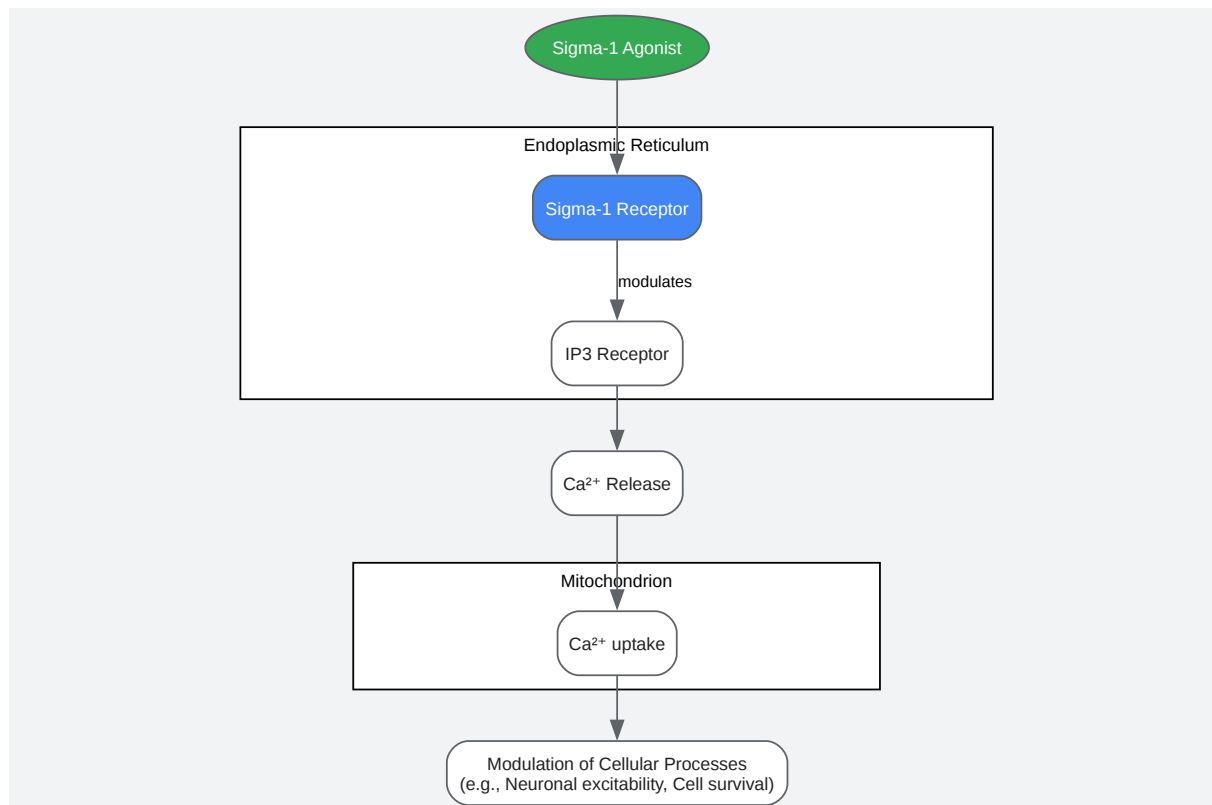 Sigma-1 Agonist
Endoplasmic Reticulum
Sigma-1 Receptor
modulates
IP3 Receptor
Ca²⁺ Release
Mitochondrion
Ca²⁺ uptake
Modulation of Cellular Processes
(e.g., Neuronal excitability, Cell survival)